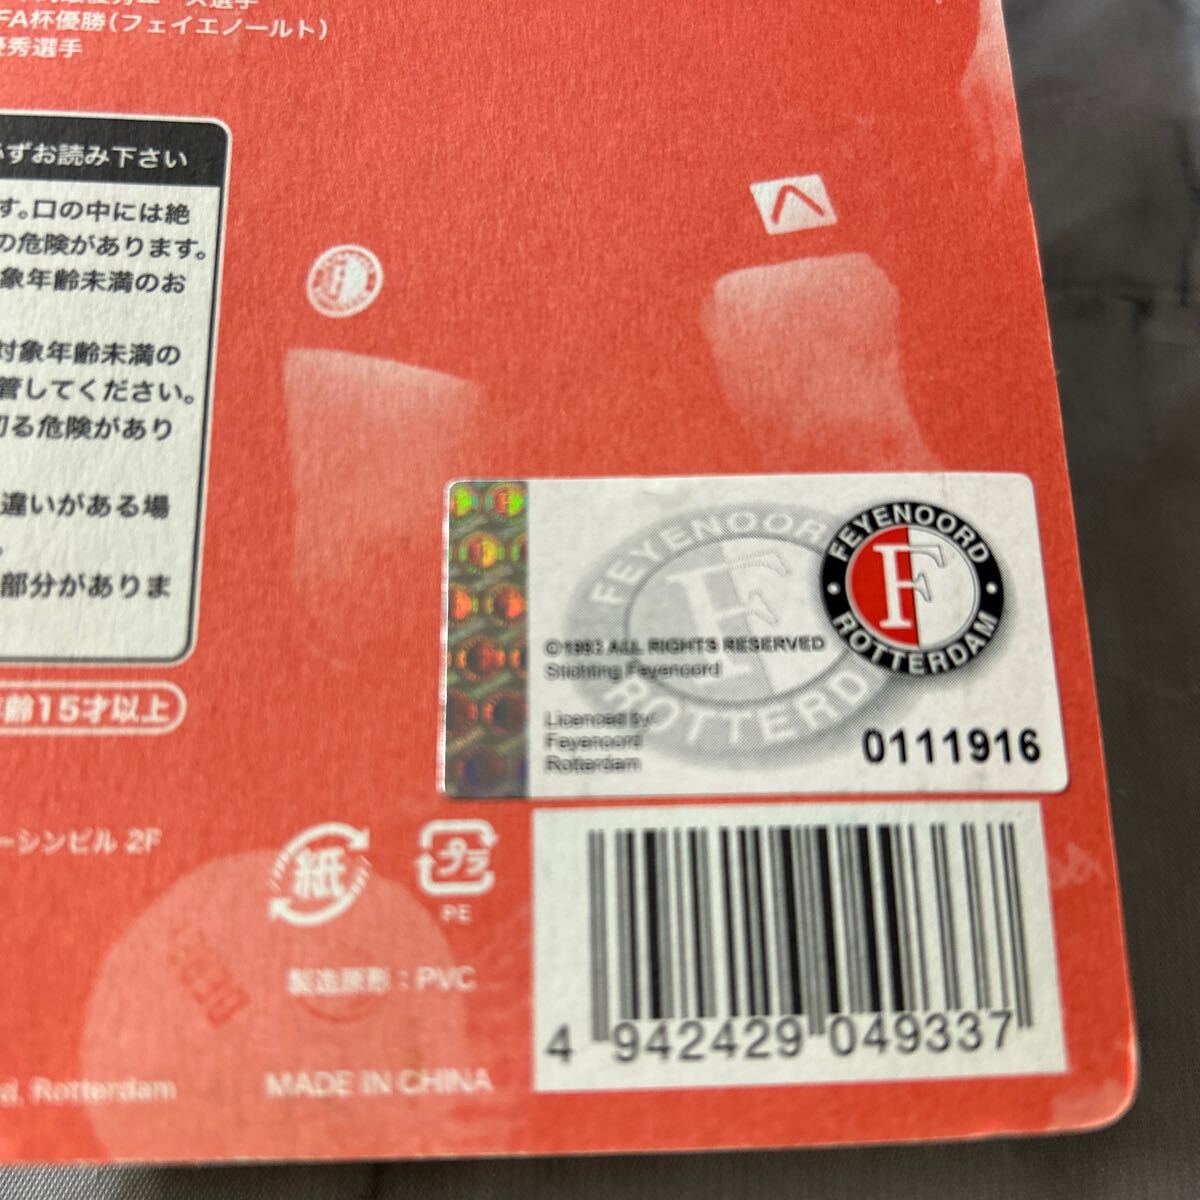 FA杯優勝(フェイエノールト)
優秀選手
ずお読み下さい
す。口の中には絶
の危険があります。
象年齢未満のお
対象年齢未満の
管してください。
切る危険があり
違いがある場
。
部分がありま
年齢15才以上
FEYENOORD
ROTTERDAM
FEYENOORD
ROTTERDAM
©1993 ALL RIGHTS RESERVED
Stichting Feyenoord
Licenced by:
Feyenoord
Rotterdam
0111916
ーシンビル 2F
紙
プラ
PE
製造原形:PVC
4 942429 049337
MADE IN CHINA
d, Rotterdam